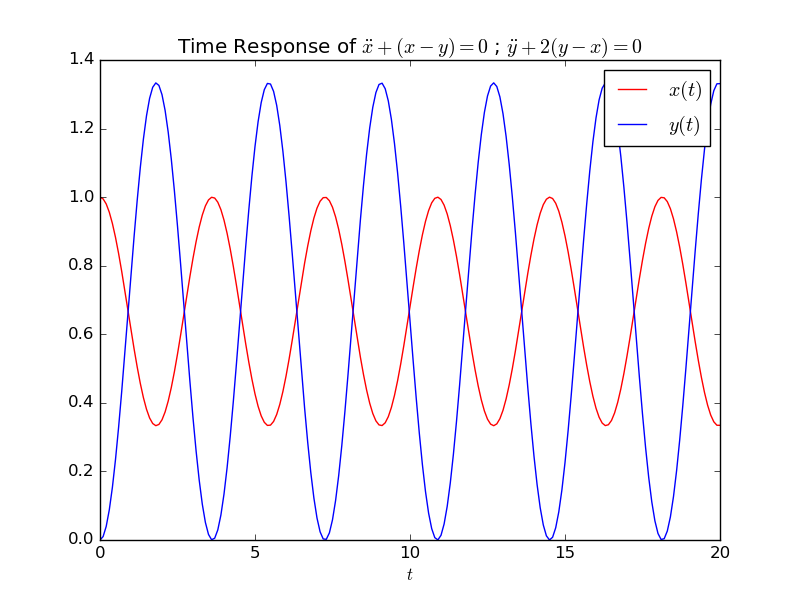 Time Response of ẍ + (x − y) = 0 ; ÿ + 2(y − x) = 0
1.4
1.2
1.0
0.8
0.6
0.4
0.2
0.0
x(t)
y(t)
0 5 10 15 20
t